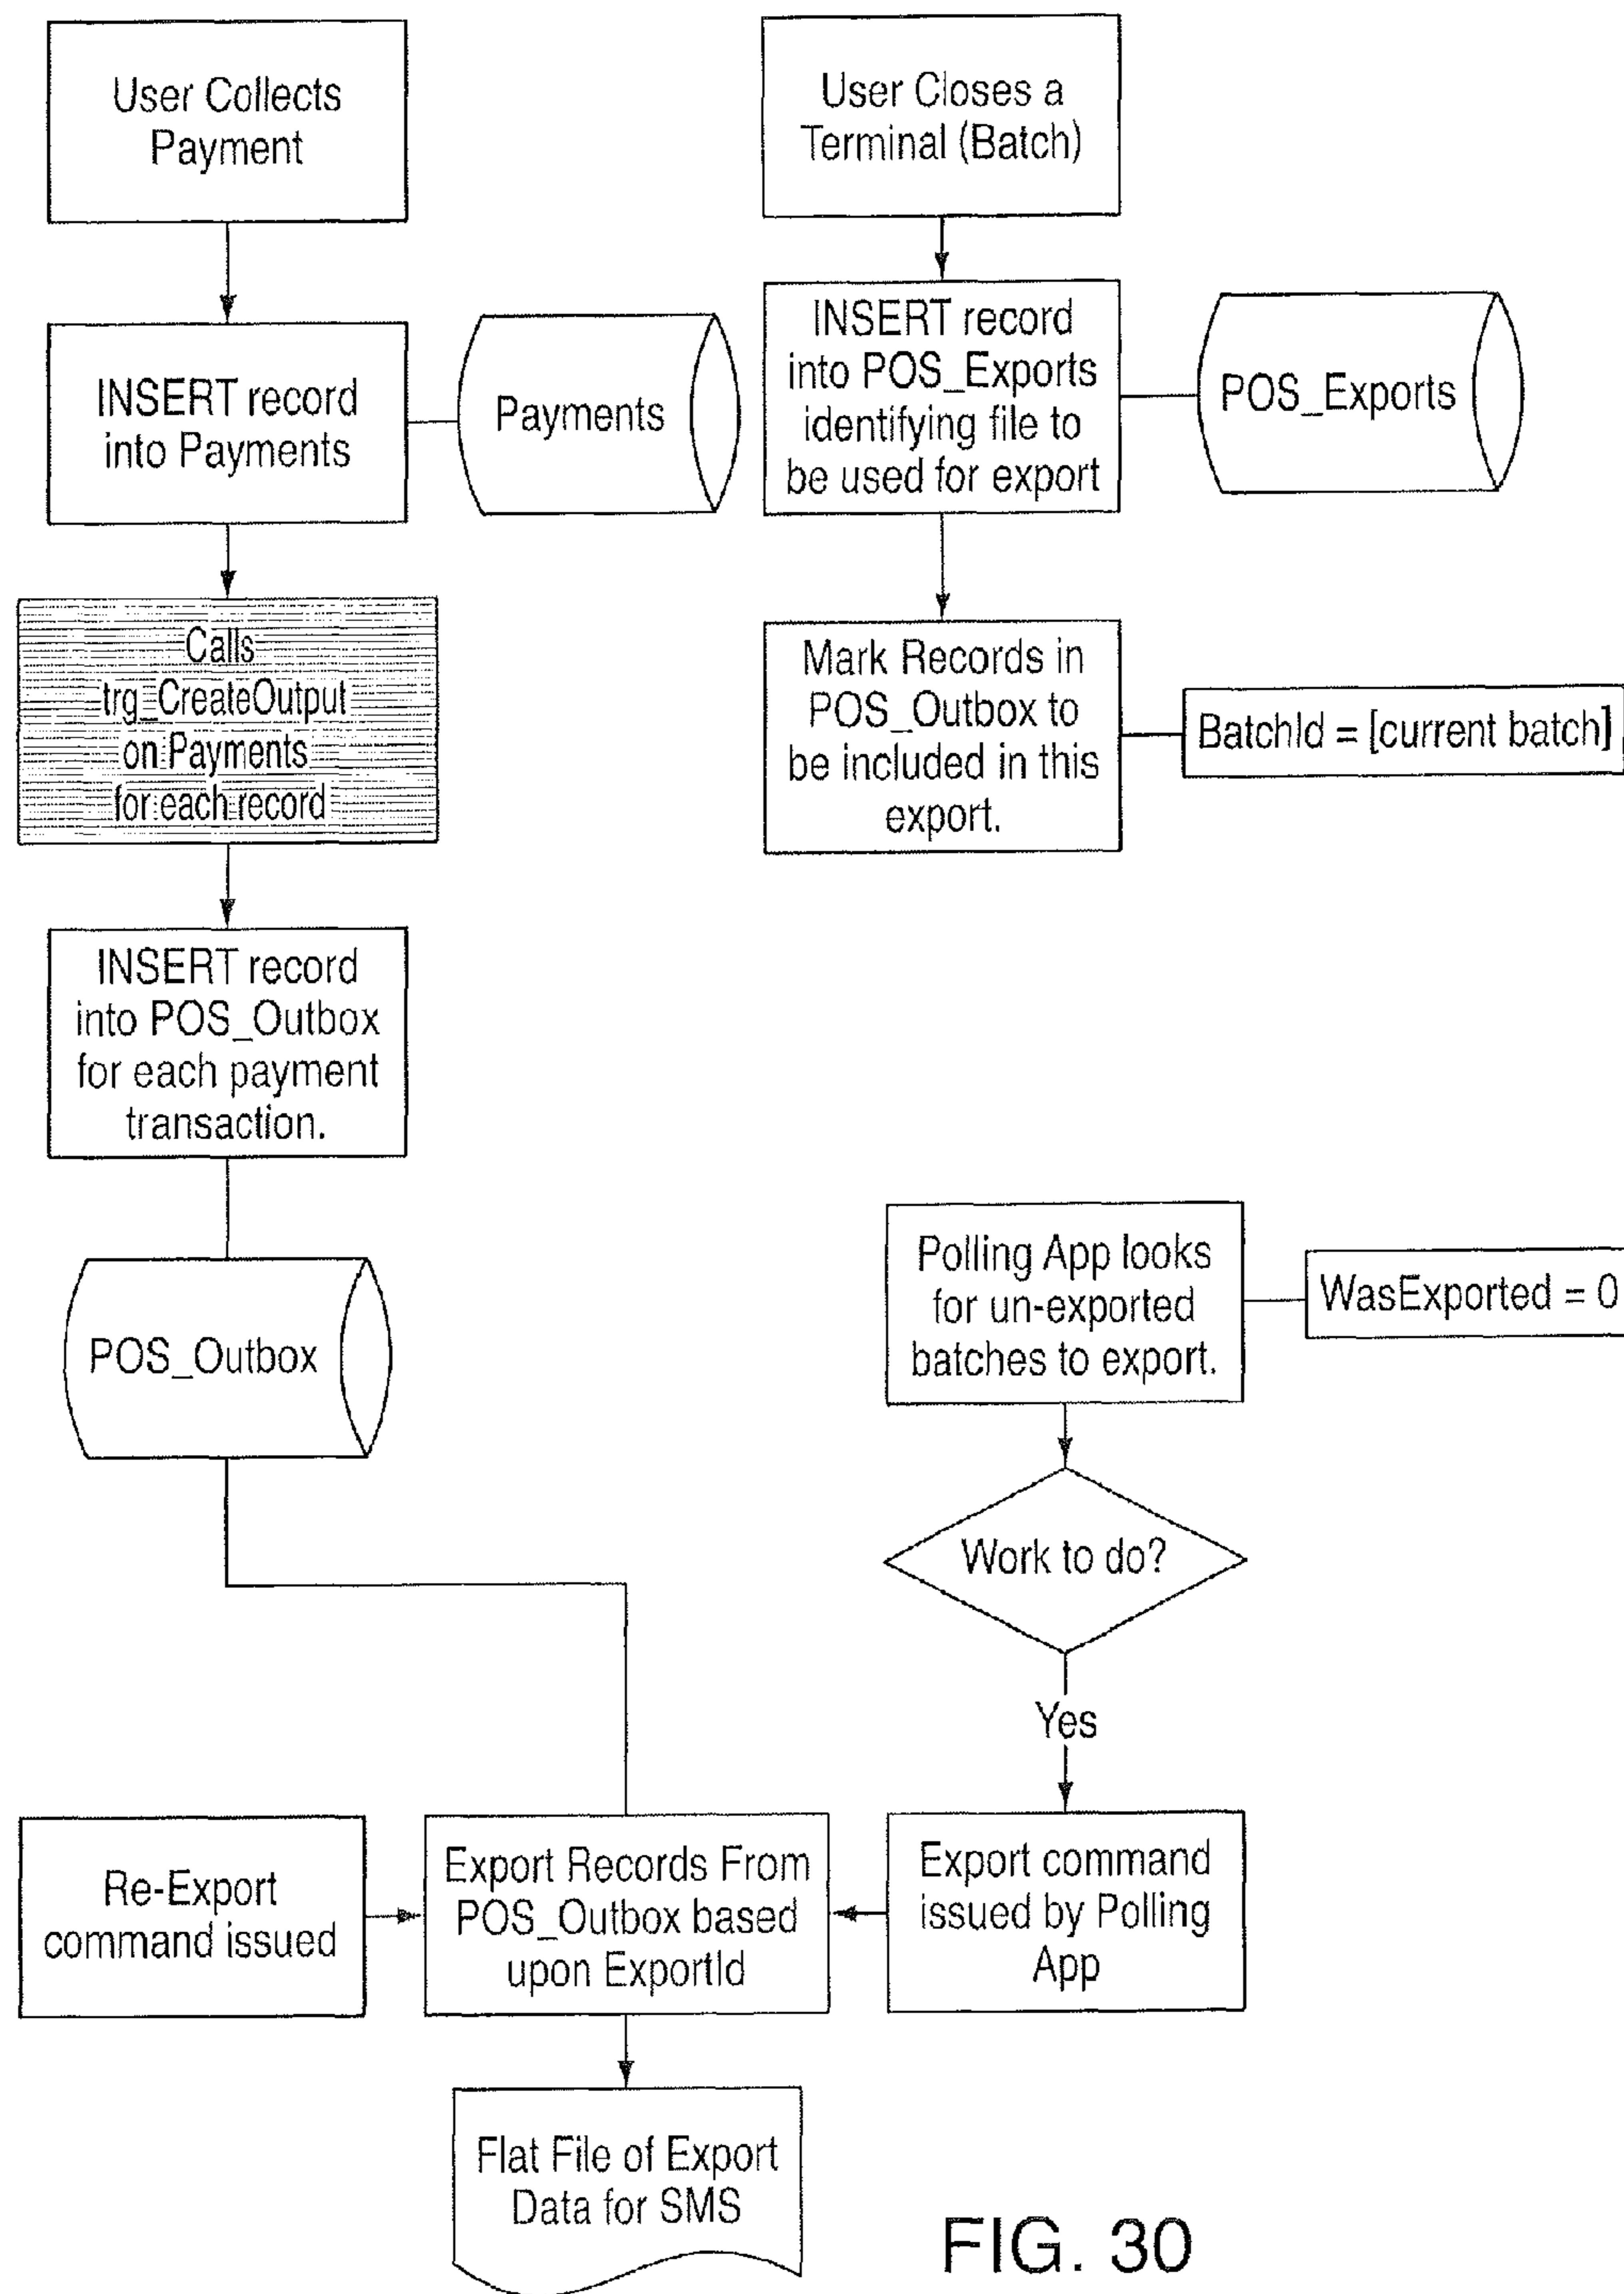 User Collects
Payment
INSERT record
into Payments
Payments
Calls
trg_CreateOutput
on Payments
for each record
INSERT record
into POS_Outbox
for each payment
transaction.
POS_Outbox
User Closes a
Terminal (Batch)
INSERT record
into POS_Exports
identifying file to
be used for export
POS_Exports
Mark Records in
POS_Outbox to
be included in this
export.
BatchId = [current batch]
Polling App looks
for un-exported
batches to export.
WasExported = 0
Work to do?
Yes
Re-Export
command issued
Export Records From
POS_Outbox based
upon ExportId
Export command
issued by Polling
App
Flat File of Export
Data for SMS
FIG. 30